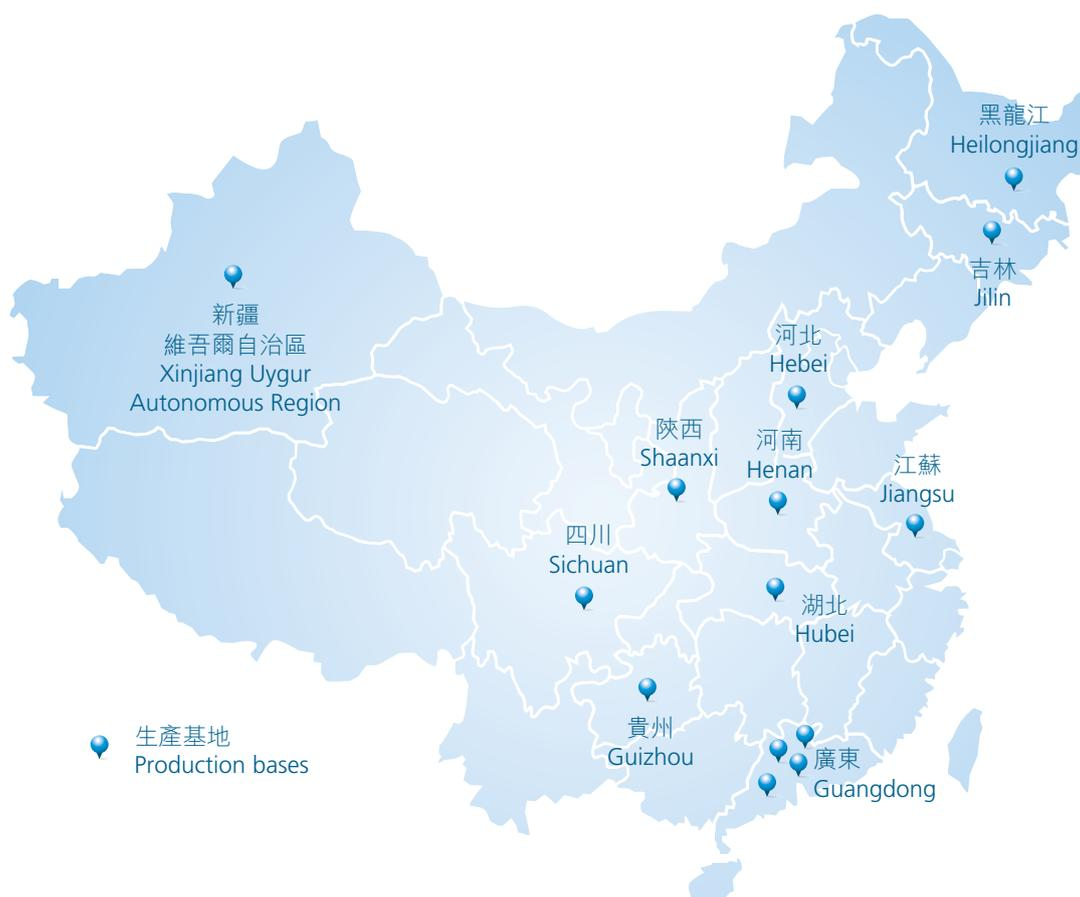 黑龍江
Heilongjiang
吉林
Jilin
新疆
維吾爾自治區
Xinjiang Uygur
Autonomous Region
河北
Hebei
陝西
Shaanxi
河南
Henan
江蘇
Jiangsu
四川
Sichuan
湖北
Hubei
貴州
Guizhou
廣東
Guangdong
生產基地
Production bases